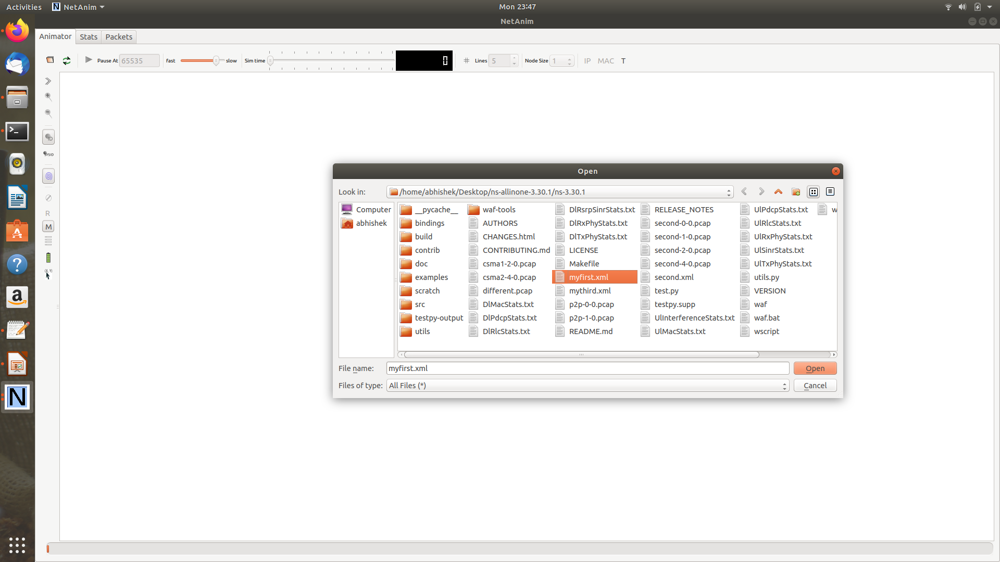 Activities NetAnim Mon 23:47
NetAnim
Animator Stats Packets
Pause At 65535 fast slow Sim time 0 Lines 5 Node Size 1 IP MAC T
ID
SYSID
R
M
(X, Y)
Open
Look in: /home/abhishek/Desktop/ns-allinone-3.30.1/ns-3.30.1
Computer
abhishek
__pycache__ waf-tools DlRsrpSinrStats.txt RELEASE_NOTES UlPdcpStats.txt w
bindings AUTHORS DlRxPhyStats.txt second-0-0.pcap UlRlcStats.txt
build CHANGES.html DlTxPhyStats.txt second-1-0.pcap UlRxPhyStats.txt
contrib CONTRIBUTING.md LICENSE second-2-0.pcap UlSinrStats.txt
doc csma1-2-0.pcap Makefile second-4-0.pcap UlTxPhyStats.txt
examples csma2-4-0.pcap myfirst.xml second.xml utils.py
scratch different.pcap mythird.xml test.py VERSION
src DlMacStats.txt p2p-0-0.pcap testpy.supp waf
testpy-output DlPdcpStats.txt p2p-1-0.pcap UlInterferenceStats.txt waf.bat
utils DlRlcStats.txt README.md UlMacStats.txt wscript
File name: myfirst.xml Open
Files of type: All Files (*) Cancel